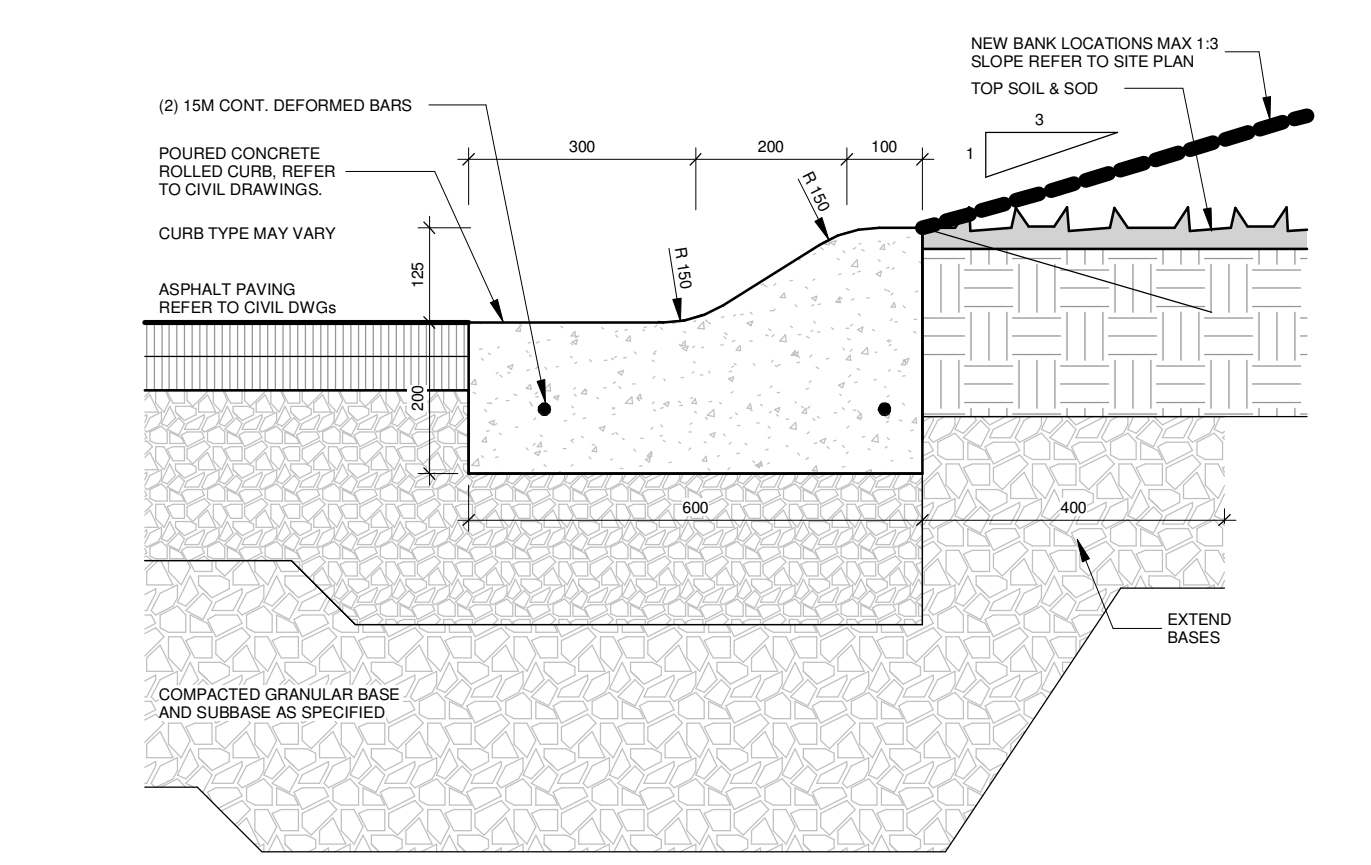 NEW BANK LOCATIONS MAX 1:3
SLOPE REFER TO SITE PLAN
TOP SOIL & SOD
(2) 15M CONT. DEFORMED BARS
POURED CONCRETE
ROLLED CURB, REFER
TO CIVIL DRAWINGS.
CURB TYPE MAY VARY
ASPHALT PAVING
REFER TO CIVIL DWGs
300
200
100
3
1
R 150
R 150
125
200
600
400
EXTEND
BASES
COMPACTED GRANULAR BASE
AND SUBBASE AS SPECIFIED